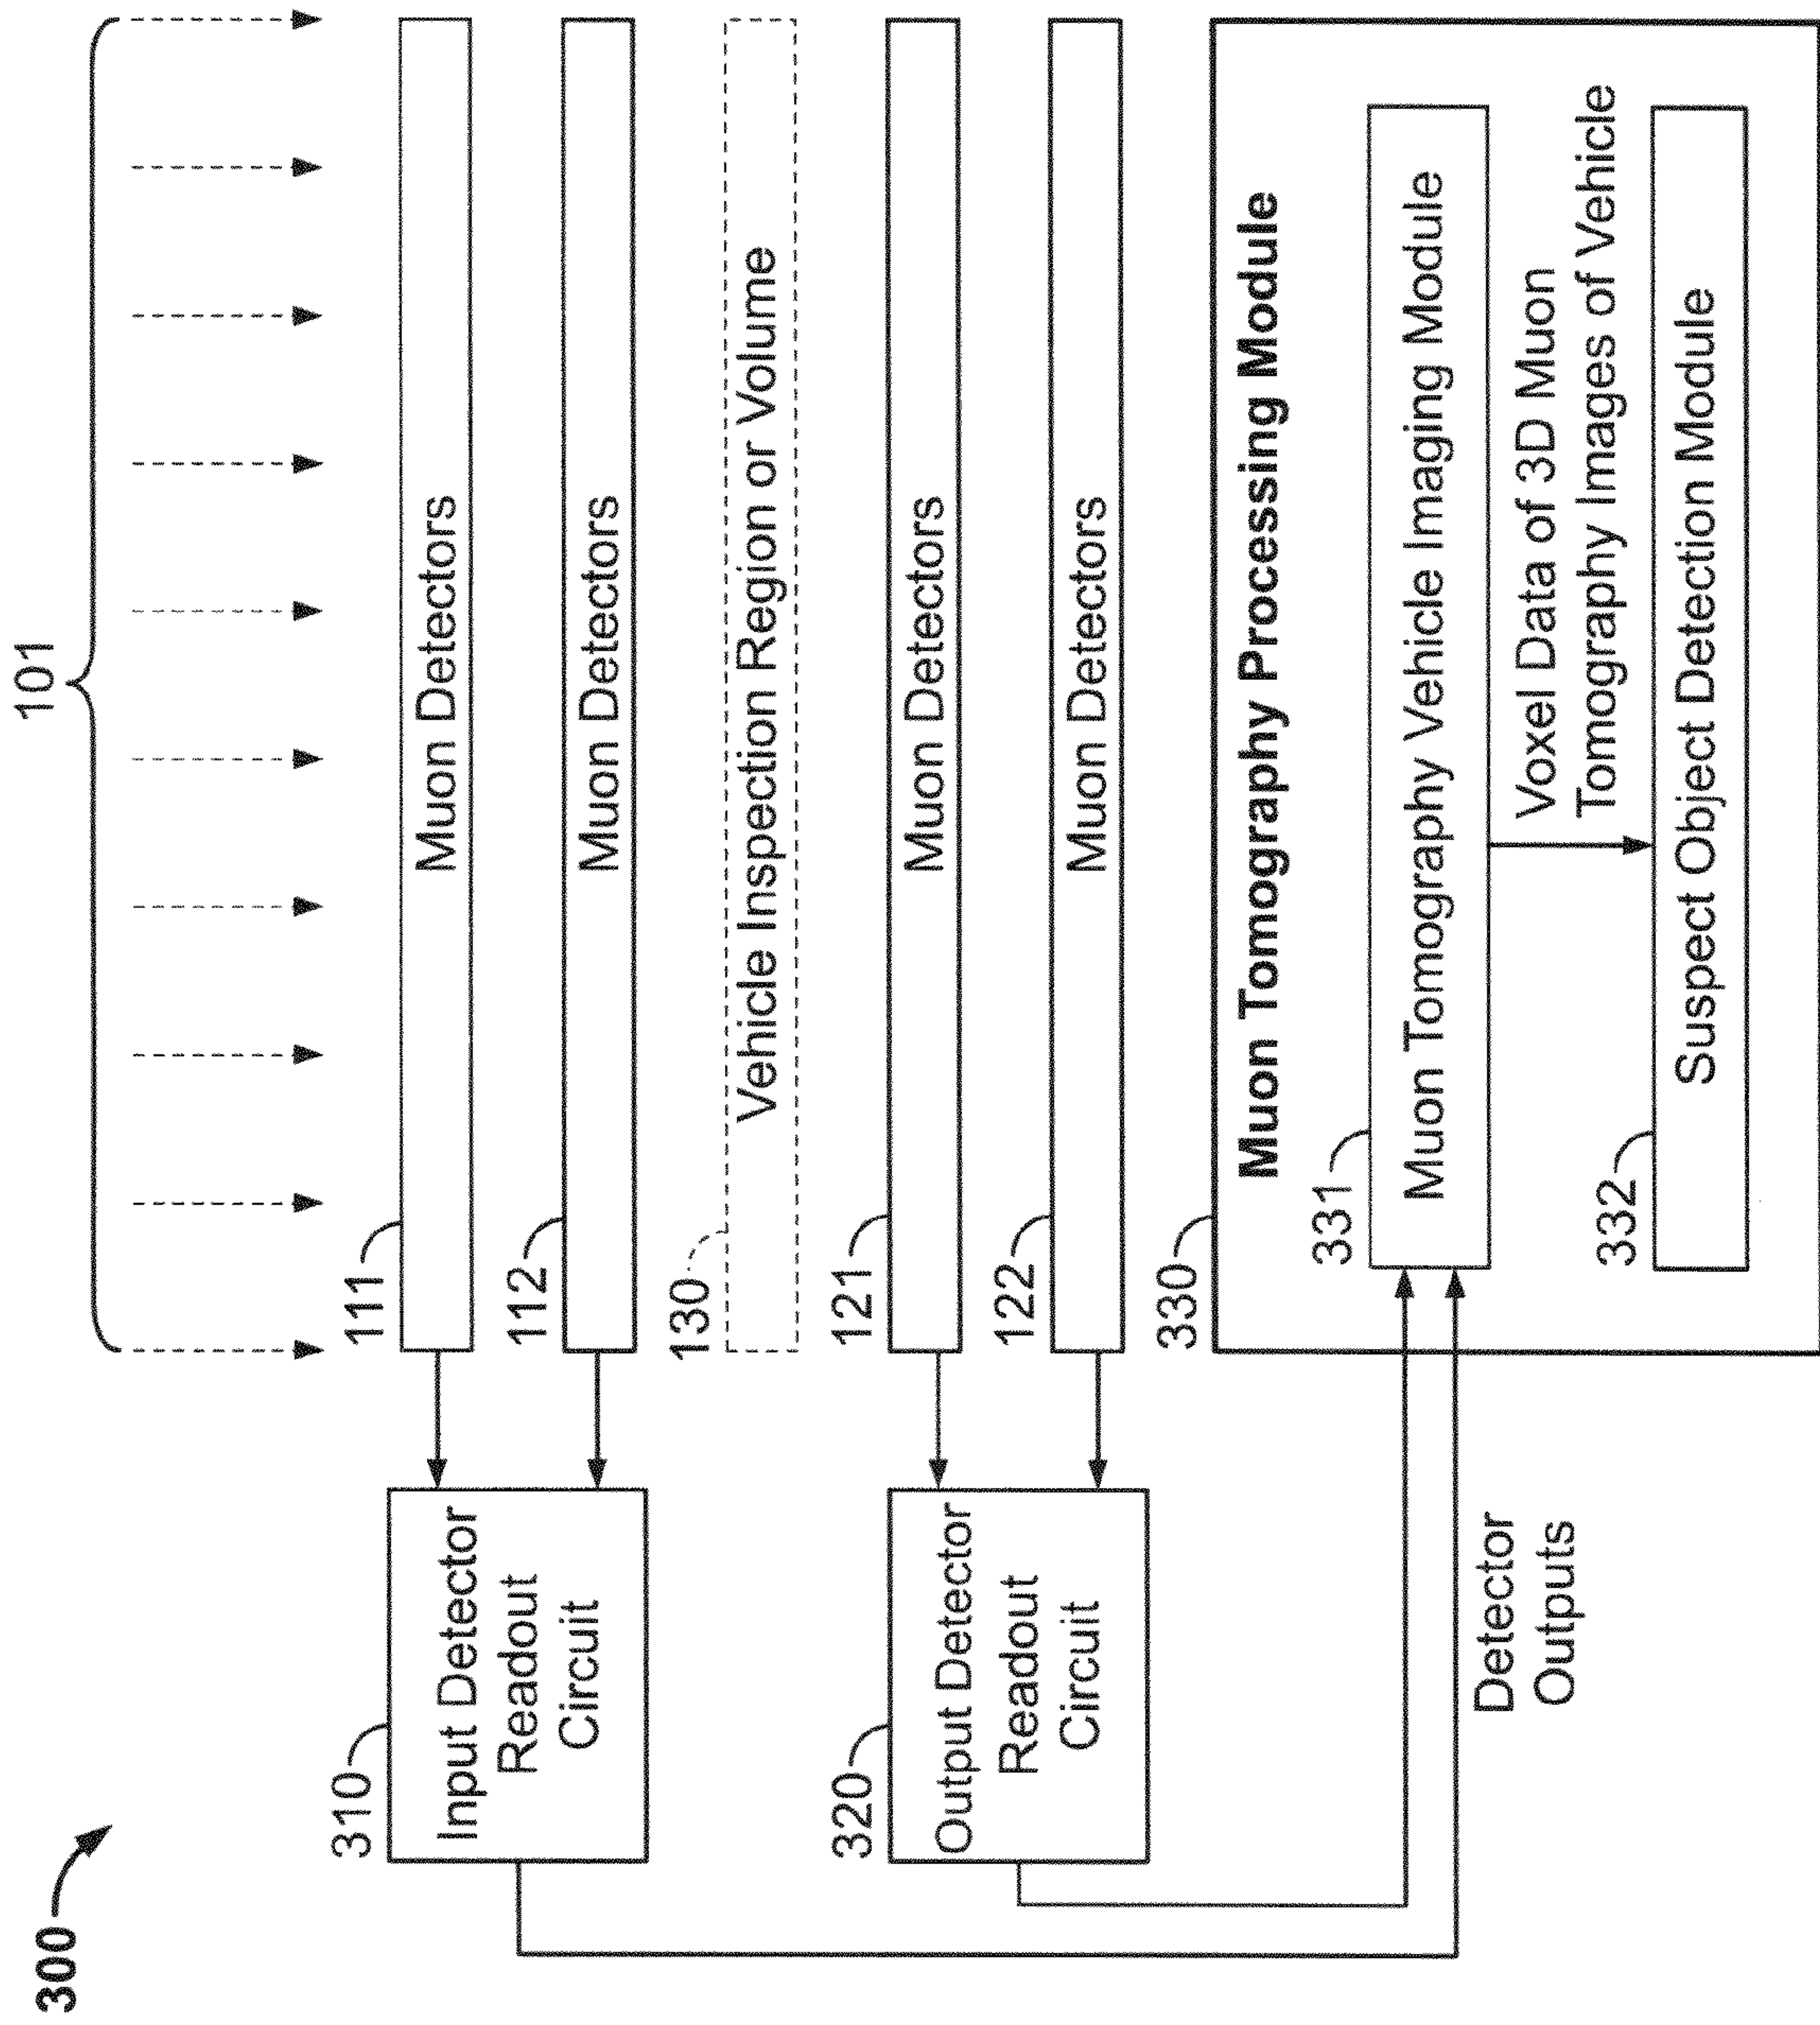 300
101
111
Muon Detectors
112
Muon Detectors
310
Input Detector
Readout
Circuit
130
Vehicle Inspection Region or Volume
121
Muon Detectors
122
Muon Detectors
320
Output Detector
Readout
Circuit
330
Muon Tomography Processing Module
331
Muon Tomography Vehicle Imaging Module
Voxel Data of 3D Muon
Tomography Images of Vehicle
332
Suspect Object Detection Module
Detector
Outputs